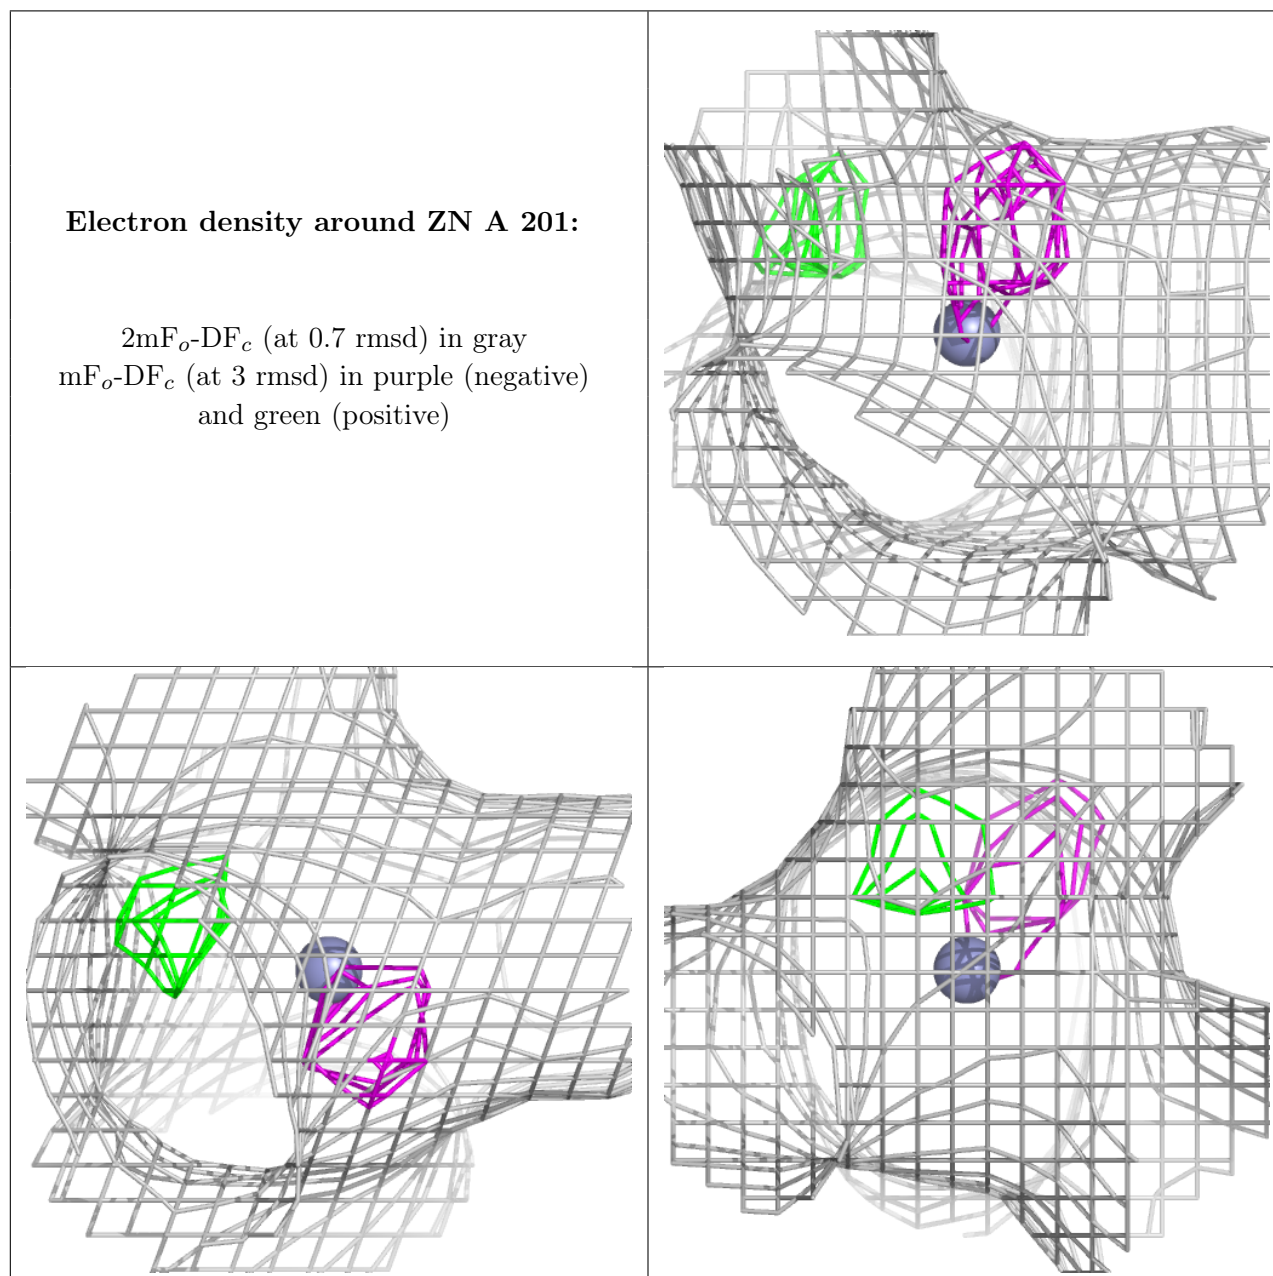 Electron density around ZN A 201:
2mFo-DFc (at 0.7 rmsd) in gray
mFo-DFc (at 3 rmsd) in purple (negative)
and green (positive)